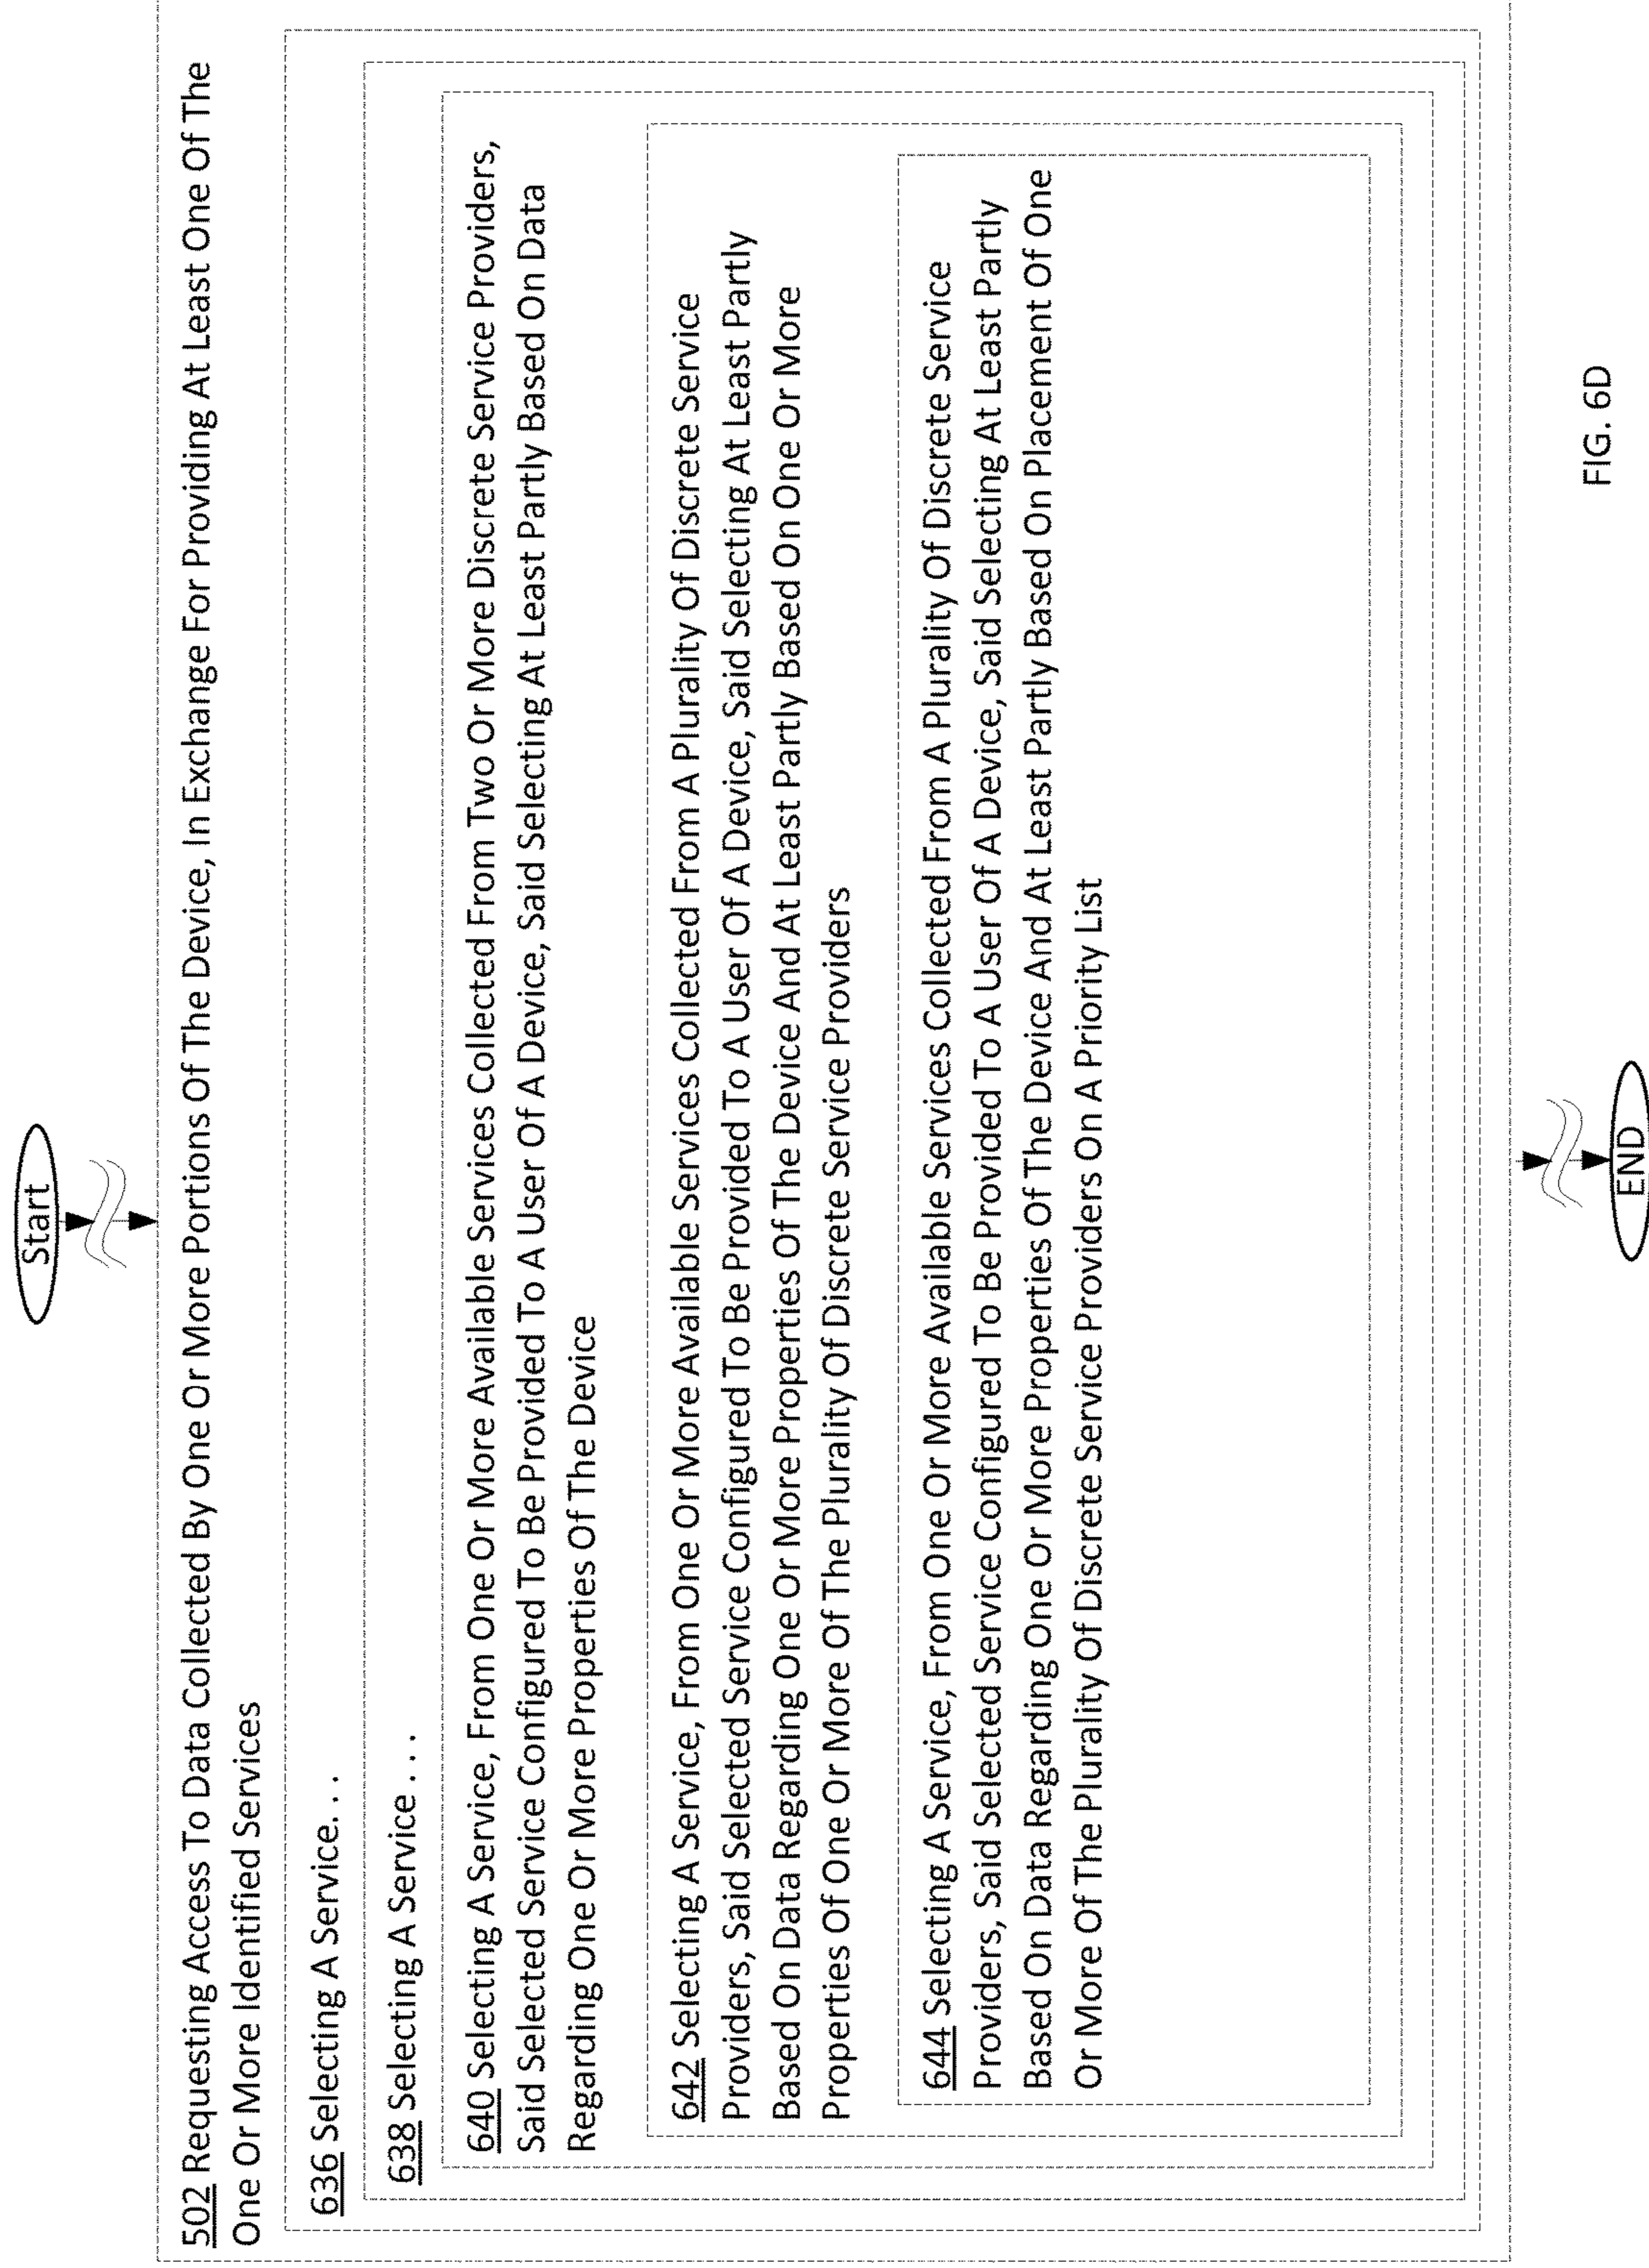 Start
502 Requesting Access To Data Collected By One Or More Portions Of The Device, In Exchange For Providing At Least One Of The
One Or More Identified Services
636 Selecting A Service. . .
638 Selecting A Service . . .
640 Selecting A Service, From One Or More Available Services Collected From Two Or More Discrete Service Providers,
Said Selected Service Configured To Be Provided To A User Of A Device, Said Selecting At Least Partly Based On Data
Regarding One Or More Properties Of The Device
642 Selecting A Service, From One Or More Available Services Collected From A Plurality Of Discrete Service
Providers, Said Selected Service Configured To Be Provided To A User Of A Device, Said Selecting At Least Partly
Based On Data Regarding One Or More Properties Of The Device And At Least Partly Based On One Or More
Properties Of One Or More Of The Plurality Of Discrete Service Providers
644 Selecting A Service, From One Or More Available Services Collected From A Plurality Of Discrete Service
Providers, Said Selected Service Configured To Be Provided To A User Of A Device, Said Selecting At Least Partly
Based On Data Regarding One Or More Properties Of The Device And At Least Partly Based On Placement Of One
Or More Of The Plurality Of Discrete Service Providers On A Priority List
END
FIG. 6D